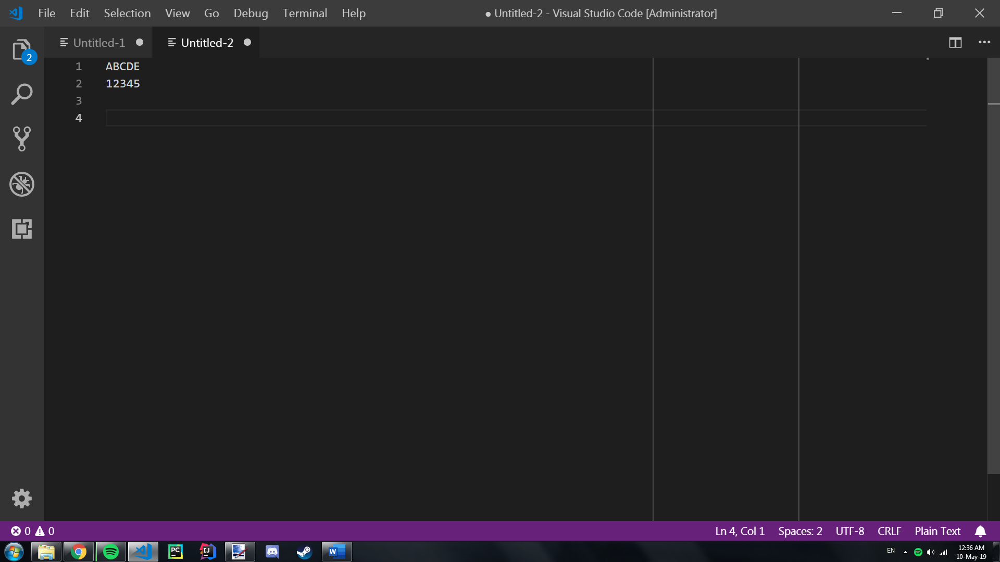 File Edit Selection View Go Debug Terminal Help
● Untitled-2 - Visual Studio Code [Administrator]
Untitled-1 ● Untitled-2 ●
2
1 ABCDE
2 12345
3
4
0 0
Ln 4, Col 1 Spaces: 2 UTF-8 CRLF Plain Text
PC IJ W
EN
12:36 AM
10-May-19